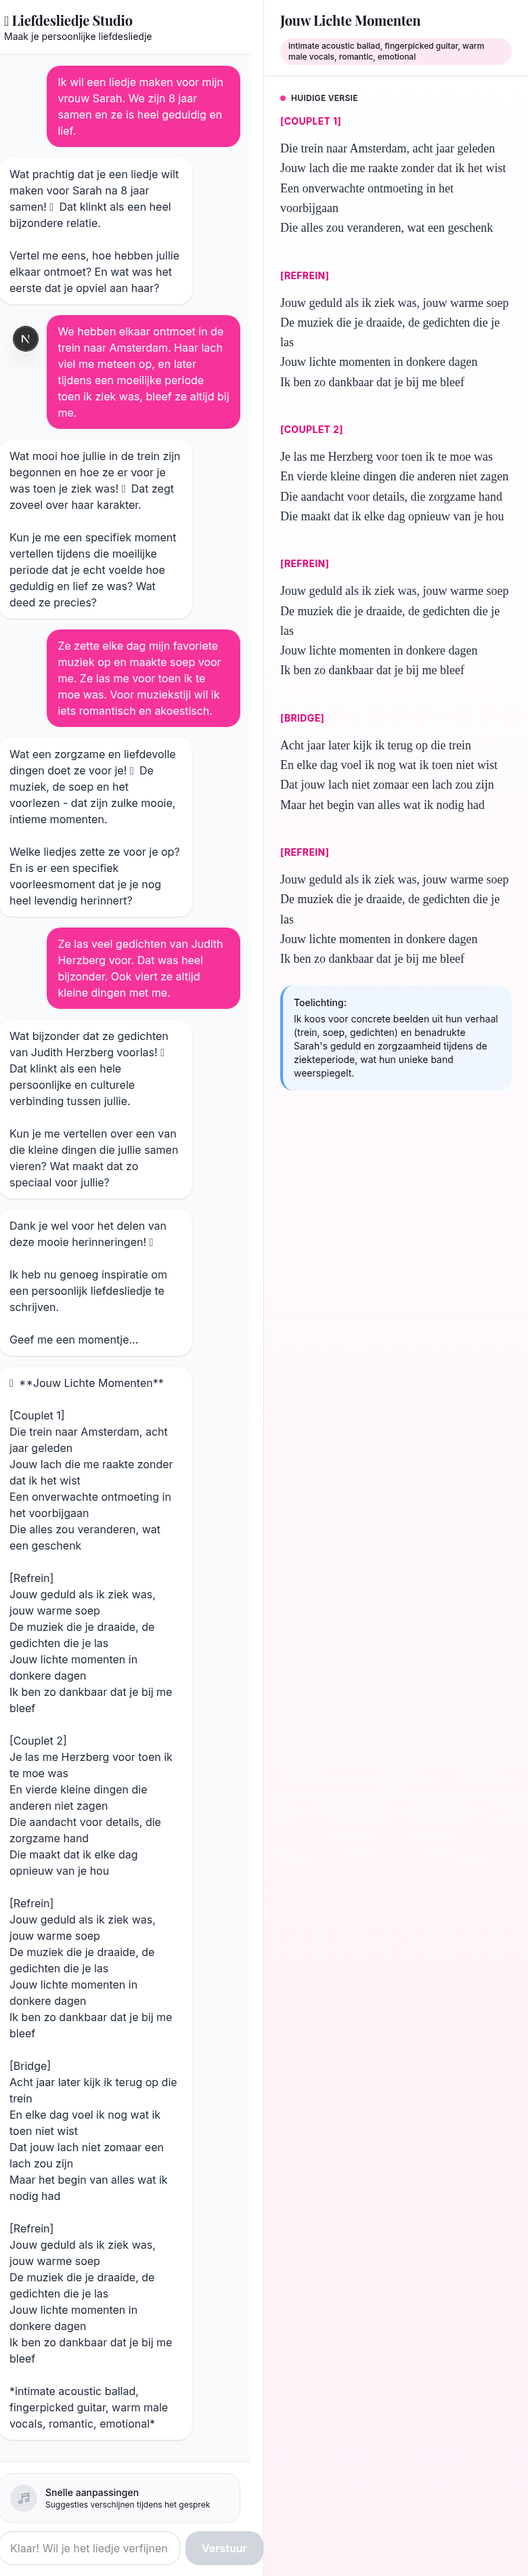 Liefdesliedje Studio
Maak je persoonlijke liefdesliedje
Ik wil een liedje maken voor mijn
vrouw Sarah. We zijn 8 jaar
samen en ze is heel geduldig en
lief.
Wat prachtig dat je een liedje wilt
maken voor Sarah na 8 jaar
samen! Dat klinkt als een heel
bijzondere relatie.
Vertel me eens, hoe hebben jullie
elkaar ontmoet? En wat was het
eerste dat je opviel aan haar?
N
We hebben elkaar ontmoet in de
trein naar Amsterdam. Haar lach
viel me meteen op, en later
tijdens een moeilijke periode
toen ik ziek was, bleef ze altijd bij
me.
Wat mooi hoe jullie in de trein zijn
begonnen en hoe ze er voor je
was toen je ziek was! Dat zegt
zoveel over haar karakter.
Kun je me een specifiek moment
vertellen tijdens die moeilijke
periode dat je echt voelde hoe
geduldig en lief ze was? Wat
deed ze precies?
Ze zette elke dag mijn favoriete
muziek op en maakte soep voor
me. Ze las me voor toen ik te
moe was. Voor muziekstijl wil ik
iets romantisch en akoestisch.
Wat een zorgzame en liefdevolle
dingen doet ze voor je! De
muziek, de soep en het
voorlezen - dat zijn zulke mooie,
intieme momenten.
Welke liedjes zette ze voor je op?
En is er een specifiek
voorleesmoment dat je je nog
heel levendig herinnert?
Ze las veel gedichten van Judith
Herzberg voor. Dat was heel
bijzonder. Ook viert ze altijd
kleine dingen met me.
Wat bijzonder dat ze gedichten
van Judith Herzberg voorlas!
Dat klinkt als een hele
persoonlijke en culturele
verbinding tussen jullie.
Kun je me vertellen over een van
die kleine dingen die jullie samen
vieren? Wat maakt dat zo
speciaal voor jullie?
Dank je wel voor het delen van
deze mooie herinneringen!
Ik heb nu genoeg inspiratie om
een persoonlijk liefdesliedje te
schrijven.
Geef me een momentje...
**Jouw Lichte Momenten**
[Couplet 1]
Die trein naar Amsterdam, acht
jaar geleden
Jouw lach die me raakte zonder
dat ik het wist
Een onverwachte ontmoeting in
het voorbijgaan
Die alles zou veranderen, wat
een geschenk
[Refrein]
Jouw geduld als ik ziek was,
jouw warme soep
De muziek die je draaide, de
gedichten die je las
Jouw lichte momenten in
donkere dagen
Ik ben zo dankbaar dat je bij me
bleef
[Couplet 2]
Je las me Herzberg voor toen ik
te moe was
En vierde kleine dingen die
anderen niet zagen
Die aandacht voor details, die
zorgzame hand
Die maakt dat ik elke dag
opnieuw van je hou
[Refrein]
Jouw geduld als ik ziek was,
jouw warme soep
De muziek die je draaide, de
gedichten die je las
Jouw lichte momenten in
donkere dagen
Ik ben zo dankbaar dat je bij me
bleef
[Bridge]
Acht jaar later kijk ik terug op die
trein
En elke dag voel ik nog wat ik
toen niet wist
Dat jouw lach niet zomaar een
lach zou zijn
Maar het begin van alles wat ik
nodig had
[Refrein]
Jouw geduld als ik ziek was,
jouw warme soep
De muziek die je draaide, de
gedichten die je las
Jouw lichte momenten in
donkere dagen
Ik ben zo dankbaar dat je bij me
bleef
*intimate acoustic ballad,
fingerpicked guitar, warm male
vocals, romantic, emotional*
Snelle aanpassingen
Suggesties verschijnen tijdens het gesprek
Klaar! Wil je het liedje verfijnen
Verstuur
Jouw Lichte Momenten
intimate acoustic ballad, fingerpicked guitar, warm
male vocals, romantic, emotional
HUIDIGE VERSIE
[COUPLET 1]
Die trein naar Amsterdam, acht jaar geleden
Jouw lach die me raakte zonder dat ik het wist
Een onverwachte ontmoeting in het
voorbijgaan
Die alles zou veranderen, wat een geschenk
[REFREIN]
Jouw geduld als ik ziek was, jouw warme soep
De muziek die je draaide, de gedichten die je
las
Jouw lichte momenten in donkere dagen
Ik ben zo dankbaar dat je bij me bleef
[COUPLET 2]
Je las me Herzberg voor toen ik te moe was
En vierde kleine dingen die anderen niet zagen
Die aandacht voor details, die zorgzame hand
Die maakt dat ik elke dag opnieuw van je hou
[REFREIN]
Jouw geduld als ik ziek was, jouw warme soep
De muziek die je draaide, de gedichten die je
las
Jouw lichte momenten in donkere dagen
Ik ben zo dankbaar dat je bij me bleef
[BRIDGE]
Acht jaar later kijk ik terug op die trein
En elke dag voel ik nog wat ik toen niet wist
Dat jouw lach niet zomaar een lach zou zijn
Maar het begin van alles wat ik nodig had
[REFREIN]
Jouw geduld als ik ziek was, jouw warme soep
De muziek die je draaide, de gedichten die je
las
Jouw lichte momenten in donkere dagen
Ik ben zo dankbaar dat je bij me bleef
Toelichting:
Ik koos voor concrete beelden uit hun verhaal
(trein, soep, gedichten) en benadrukte
Sarah's geduld en zorgzaamheid tijdens de
ziekteperiode, wat hun unieke band
weerspiegelt.